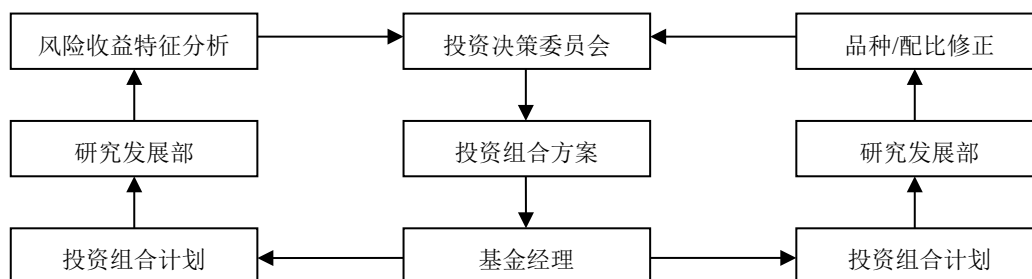 风险收益特征分析
投资决策委员会
品种/配比修正
研究发展部
投资组合方案
研究发展部
投资组合计划
基金经理
投资组合计划